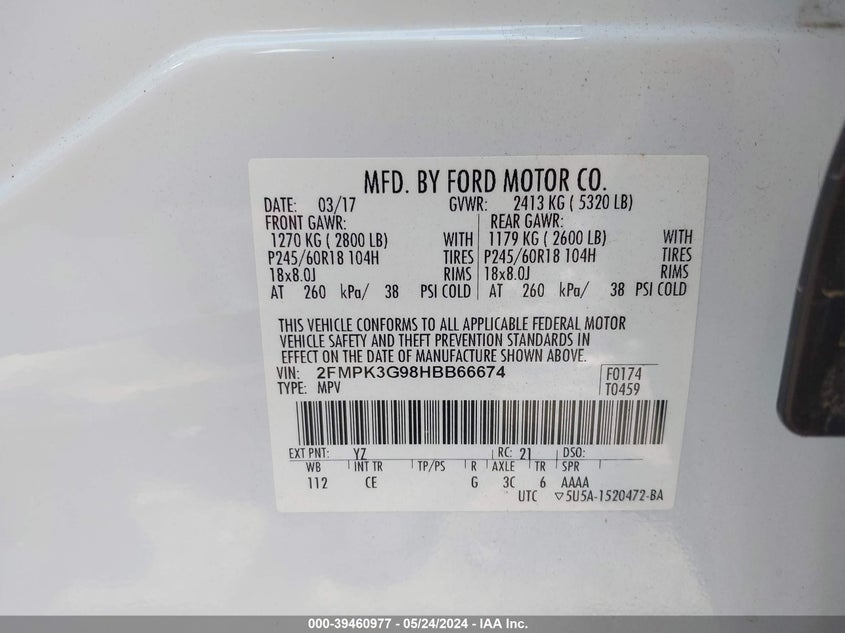 MFD. BY FORD MOTOR CO.
DATE: 03/17 GVWR: 2413 KG ( 5320 LB)
FRONT GAWR: REAR GAWR:
1270 KG ( 2800 LB) WITH 1179 KG ( 2600 LB) WITH
P245/60R18 104H TIRES P245/60R18 104H TIRES
18x8.0J RIMS 18x8.0J RIMS
AT 260 kPa/ 38 PSI COLD AT 260 kPa/ 38 PSI COLD
THIS VEHICLE CONFORMS TO ALL APPLICABLE FEDERAL MOTOR
VEHICLE SAFETY AND THEFT PREVENTION STANDARDS IN
EFFECT ON THE DATE OF MANUFACTURE SHOWN ABOVE.
VIN: 2FMPK3G98HBB66674 F0174
TYPE: MPV T0459
EXT PNT: YZ RC: 21 DSO:
WB INT TR TP/PS R AXLE TR SPR
112 CE G 3C 6 AAAA
UTC ▽5U5A-1520472-BA
000-39460977 - 05/24/2024 - IAA Inc.